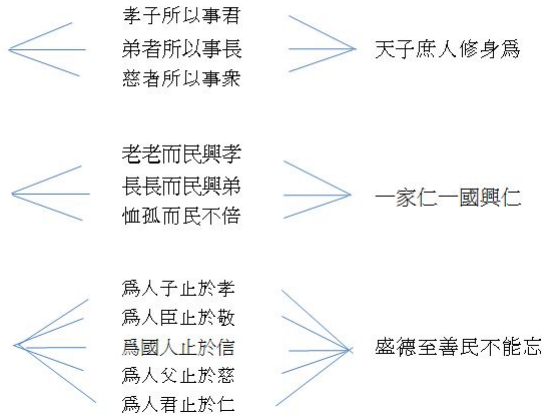 孝子所以事君
弟者所以事長
慈者所以事衆
天子庶人修身爲
老老而民興孝
長長而民興弟
恤孤而民不倍
一家仁一國興仁
爲人子止於孝
爲人臣止於敬
爲國人止於信
爲人父止於慈
爲人君止於仁
盛德至善民不能忘